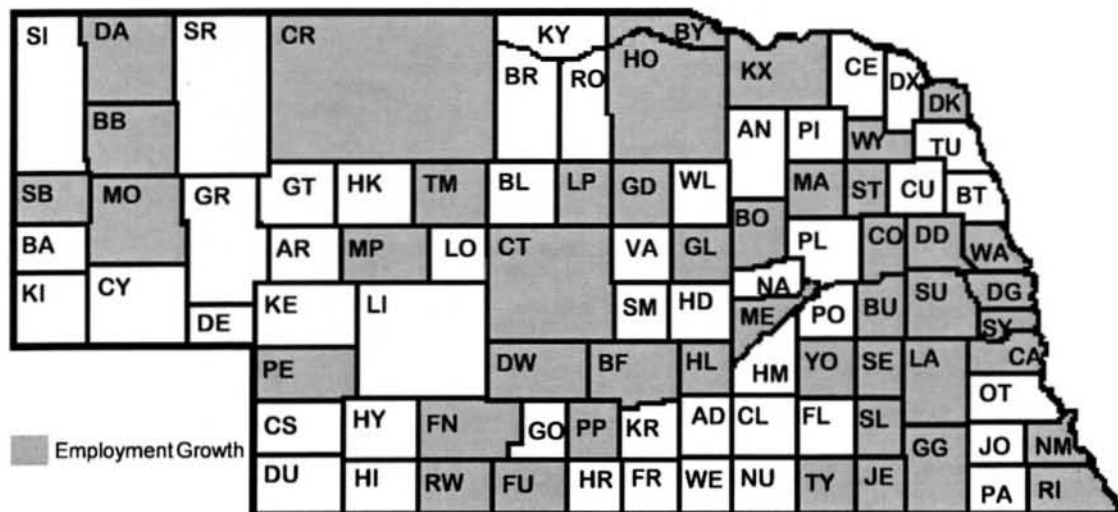 SI DA SR CR KY BY
HO KX CE DX DK
BR RO
BB AN PI WY TU
SB MO GR GT HK TM BL LP GD WL MA ST CU BT
BA AR MP LO CT VA GL BO PL CO DD WA
KI CY DE KE LI SM HD NA ME PO BU SU DG SY
PE DW BF HL HM YO SE LA CA
OT
CS HY FN GO PP KR AD CL FL SL GG JO NM
DU HI RW FU HR FR WE NU TY JE PA RI
Employment Growth